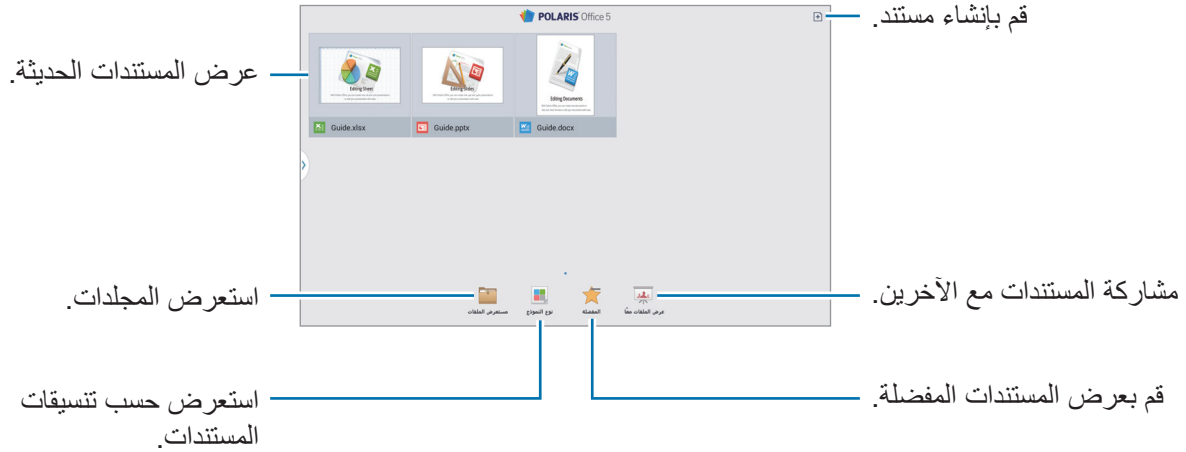 POLARIS Office 5
قم بإنشاء مستند.
عرض المستندات الحديثة.
Editing Sheet
Editing Slides
Editing Documents
Guide.xlsx
Guide.pptx
Guide.docx
مشاركة المستندات مع الآخرين.
استعرض المجلدات.
عرض الملفات معًا
المفضلة
نوع النموذج
مستعرض الملفات
قم بعرض المستندات المفضلة.
استعرض حسب تنسيقات
المستندات.